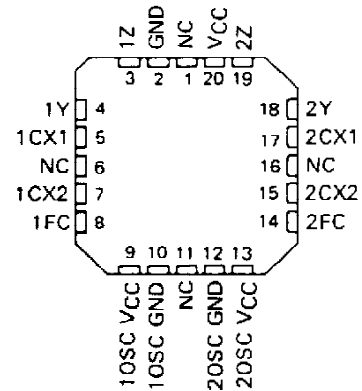 1Z
GND
NC
VCC
2Z
3 2 1 20 19
1Y 4
1CX1 5
NC 6
1CX2 7
1FC 8
18 2Y
17 2CX1
16 NC
15 2CX2
14 2FC
9 10 11 12 13
1OSC VCC
1OSC GND
NC
2OSC GND
2OSC VCC